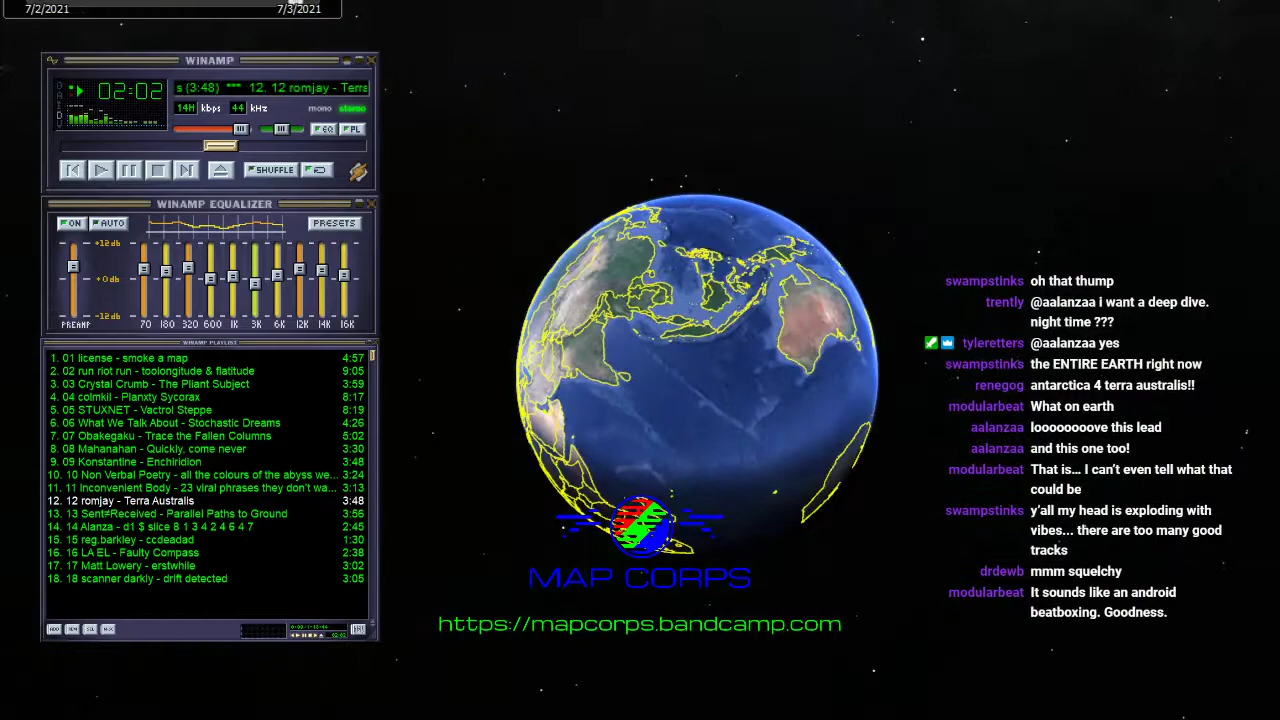 7/2/2021
7/3/2021
WINAMP
02:02
s (3:48) *** 12. 12 romjay - Terra
14H kbps 44 kHz mono stereo
EQ PL
SHUFFLE
WINAMP EQUALIZER
ON AUTO PRESETS
+12db
+0db
-12db
PREAMP 70 180 320 600 1K 3K 6K 12K 14K 16K
WINAMP PLAYLIST
1. 01 license - smoke a map 4:57
2. 02 run riot run - toolongitude & flatitude 9:05
3. 03 Crystal Crumb - The Pliant Subject 3:59
4. 04 colmkil - Planxty Sycorax 8:17
5. 05 STUXNET - Vactrol Steppe 8:19
6. 06 What We Talk About - Stochastic Dreams 4:26
7. 07 Obakegaku - Trace the Fallen Columns 5:02
8. 08 Mahanahan - Quickly, come never 3:30
9. 09 Konstantine - Enchiridion 3:48
10. 10 Non Verbal Poetry - all the colours of the abyss we... 3:24
11. 11 Inconvenient Body - 23 viral phrases they don't wa... 3:13
12. 12 romjay - Terra Australis 3:48
13. 13 Sent≠Received - Parallel Paths to Ground 3:56
14. 14 Alanza - d1 $ slice 8 1 3 4 2 4 6 4 7 2:45
15. 15 reg.barkley - ccdeadad 1:30
16. 16 LA EL - Faulty Compass 2:38
17. 17 Matt Lowery - erstwhile 3:02
18. 18 scanner darkly - drift detected 3:05
MAP CORPS
https://mapcorps.bandcamp.com
swampstinks oh that thump
trently @aalanzaa i want a deep dive.
night time ???
tyleretters @aalanzaa yes
swampstinks the ENTIRE EARTH right now
renegog antarctica 4 terra australis!!
modularbeat What on earth
aalanzaa looooooove this lead
aalanzaa and this one too!
modularbeat That is... I can't even tell what that
could be
swampstinks y'all my head is exploding with
vibes... there are too many good
tracks
drdewb mmm squelchy
modularbeat It sounds like an android
beatboxing. Goodness.